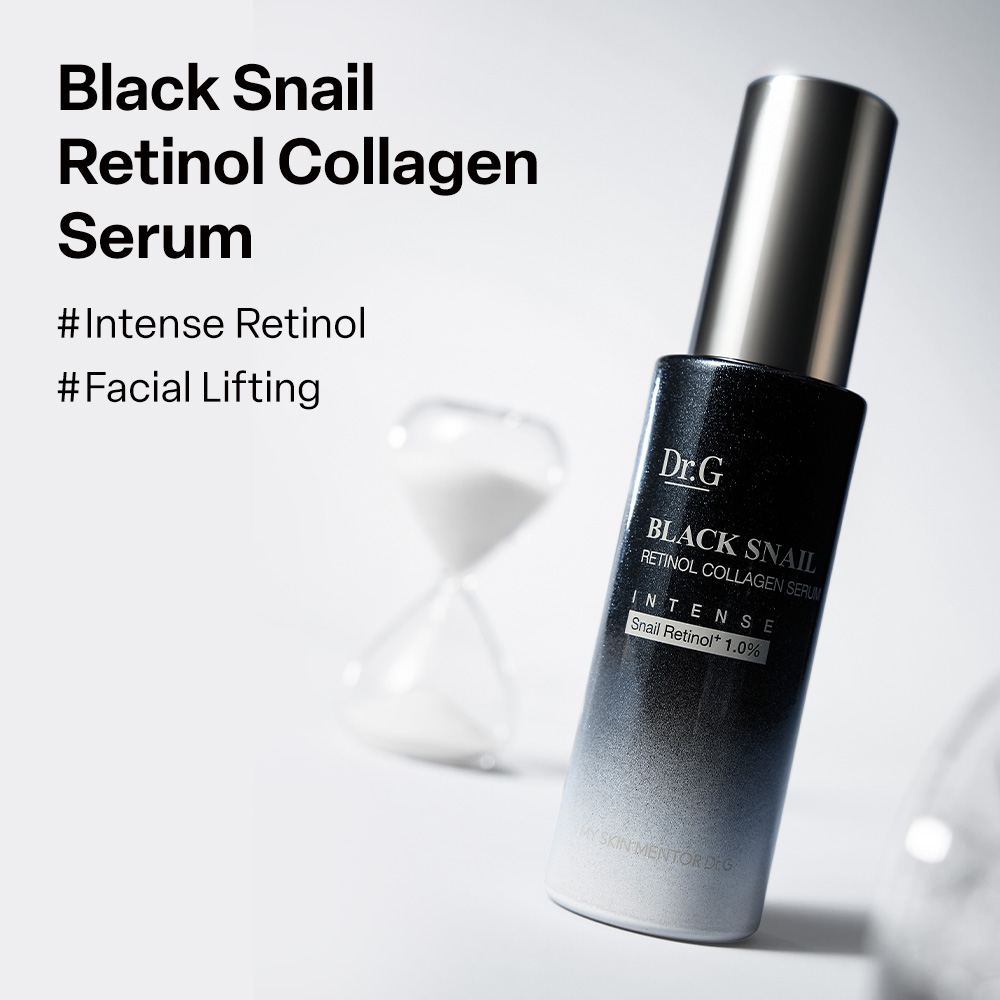 Black Snail
Retinol Collagen
Serum
#Intense Retinol
#Facial Lifting
Dr.G
BLACK SNAIL
RETINOL COLLAGEN SERUM
INTENSE
Snail Retinol⁺ 1.0%
MY SKIN MENTOR Dr.G